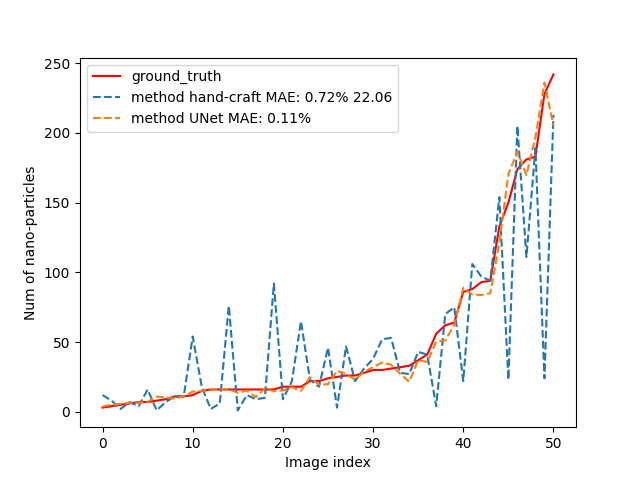 250
200
150
100
50
0
Num of nano-particles
ground_truth
method hand-craft MAE: 0.72% 22.06
method UNet MAE: 0.11%
0 10 20 30 40 50
Image index